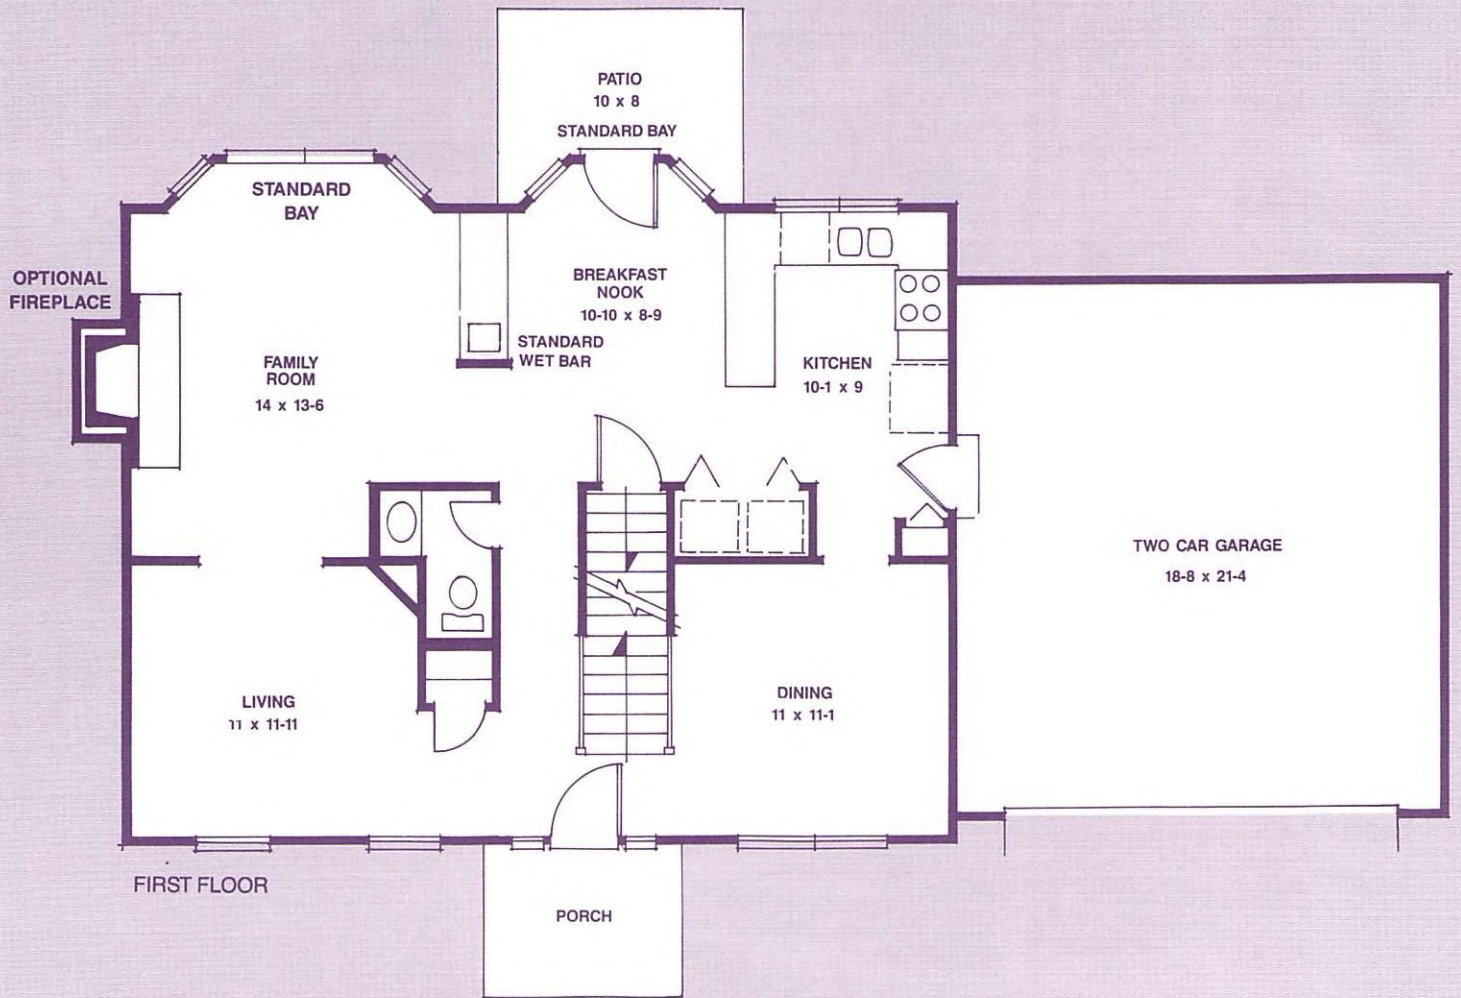 PATIO
10 x 8
STANDARD BAY
STANDARD
BAY
OPTIONAL
FIREPLACE
BREAKFAST
NOOK
10-10 x 8-9
STANDARD
WET BAR
FAMILY
ROOM
14 x 13-6
KITCHEN
10-1 x 9
TWO CAR GARAGE
18-8 x 21-4
LIVING
11 x 11-11
DINING
11 x 11-1
FIRST FLOOR
PORCH